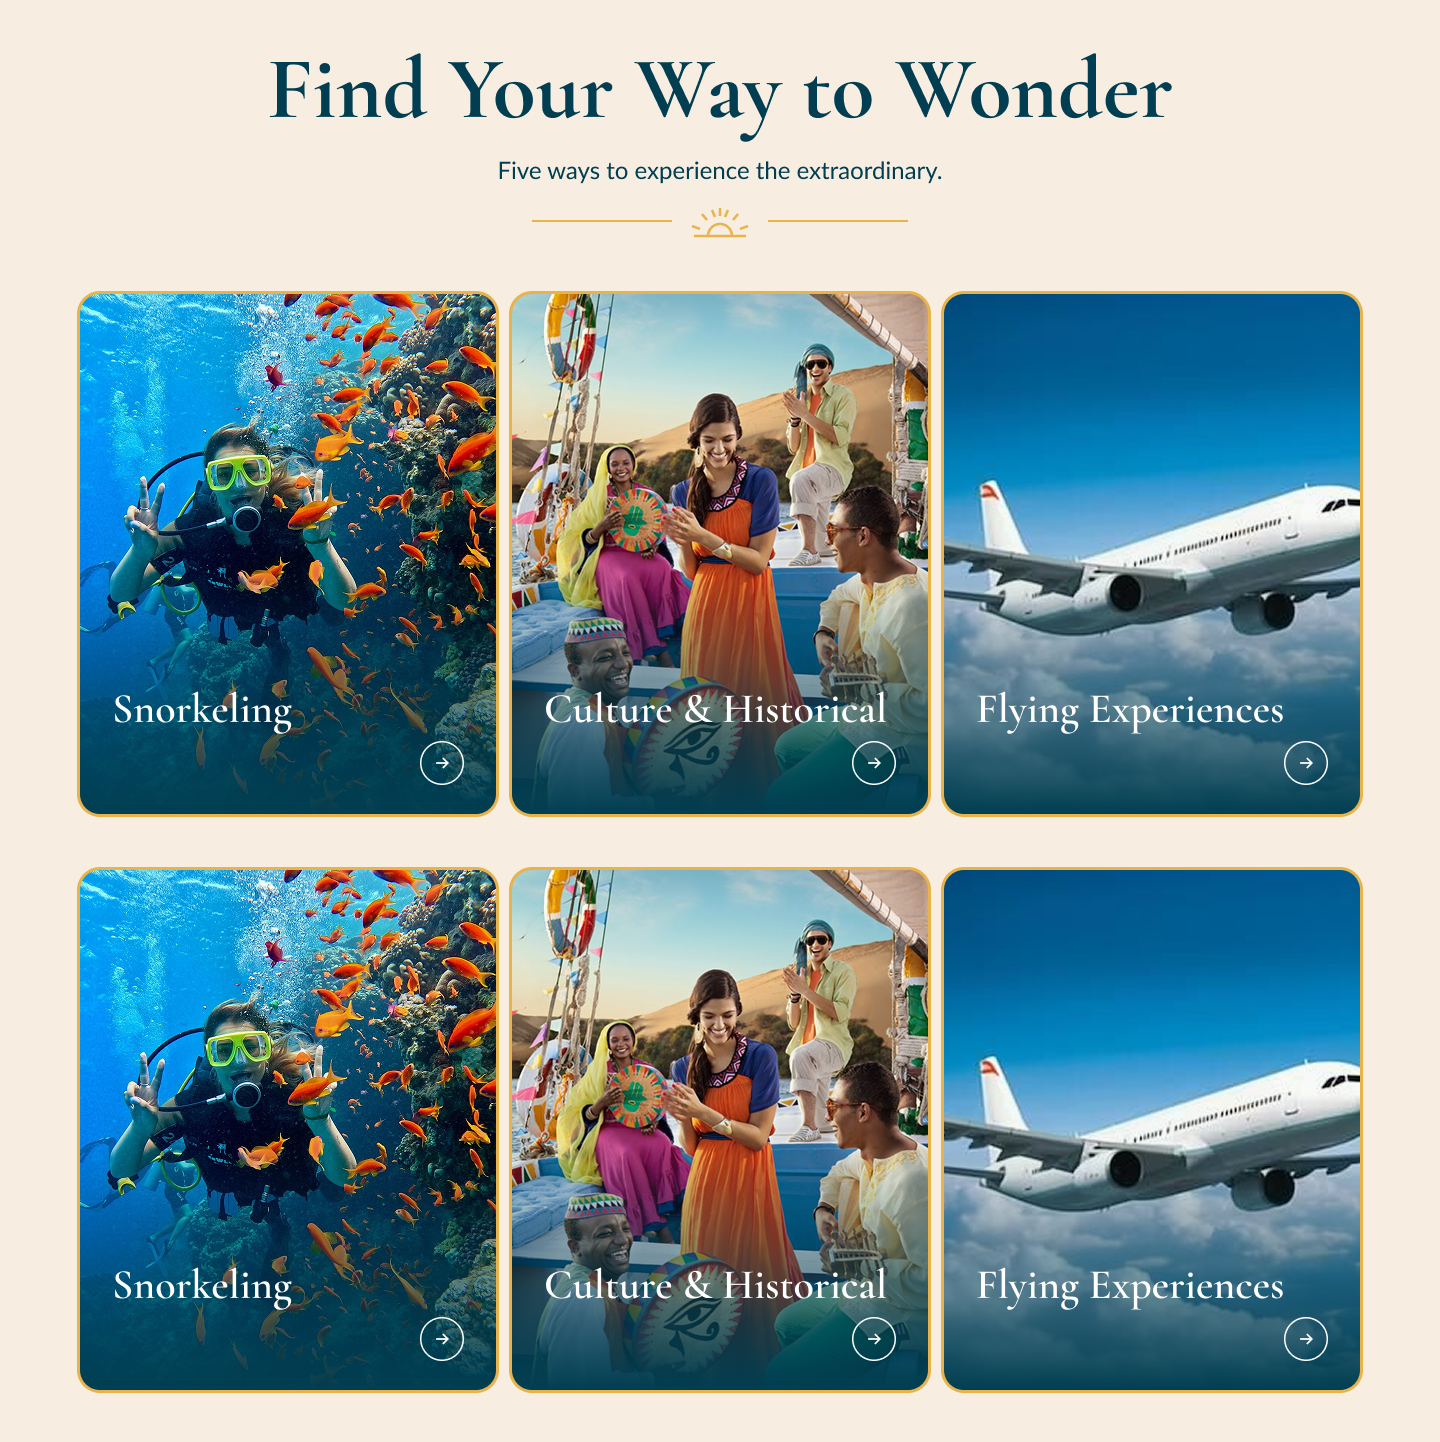 Find Your Way to Wonder
Five ways to experience the extraordinary.
Snorkeling
Culture & Historical
Flying Experiences
Snorkeling
Culture & Historical
Flying Experiences